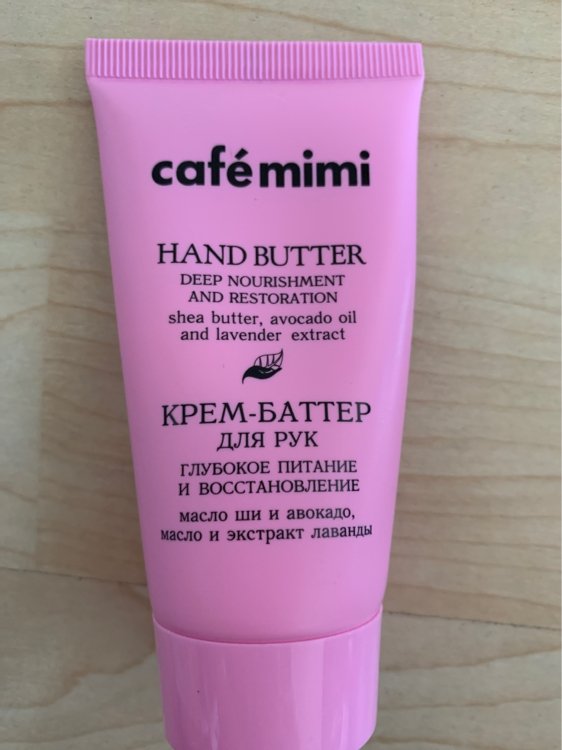 café mimi
HAND BUTTER
DEEP NOURISHMENT
AND RESTORATION
shea butter, avocado oil
and lavender extract
КРЕМ-БАТТЕР
ДЛЯ РУК
ГЛУБОКОЕ ПИТАНИЕ
И ВОССТАНОВЛЕНИЕ
масло ши и авокадо,
масло и экстракт лаванды